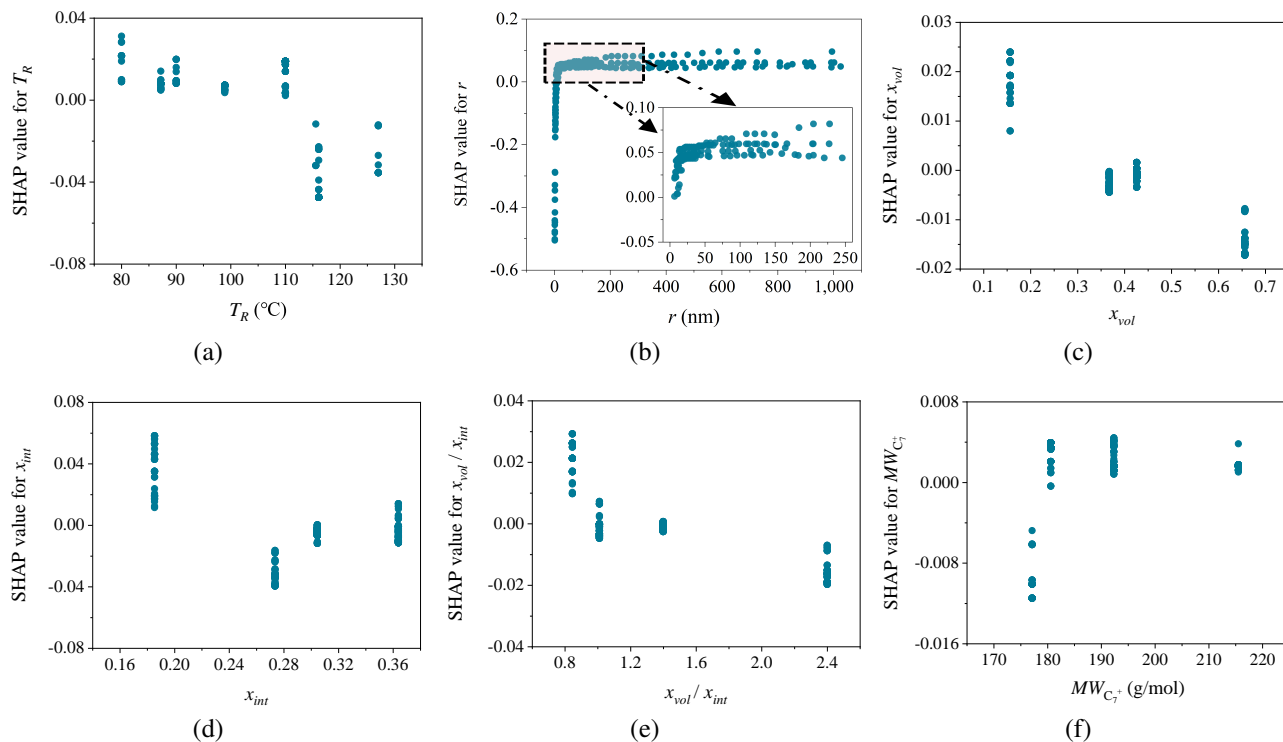 0.04
0.00
-0.04
-0.08
80 90 100 110 120 130
SHAP value for T_R
T_R (°C)
(a)
0.2
0.0
-0.2
-0.4
-0.6
0 200 400 600 800 1,000
SHAP value for r
r (nm)
0.10
0.05
0.00
-0.05
0 50 100 150 200 250
(b)
0.03
0.02
0.01
0.00
-0.01
-0.02
0.1 0.2 0.3 0.4 0.5 0.6 0.7
SHAP value for x_vol
x_vol
(c)
0.08
0.04
0.00
-0.04
-0.08
0.16 0.20 0.24 0.28 0.32 0.36
SHAP value for x_int
x_int
(d)
0.04
0.02
0.00
-0.02
-0.04
0.8 1.2 1.6 2.0 2.4
SHAP value for x_vol / x_int
x_vol / x_int
(e)
0.008
0.000
-0.008
-0.016
170 180 190 200 210 220
SHAP value for MW_C7+
MW_C7+ (g/mol)
(f)